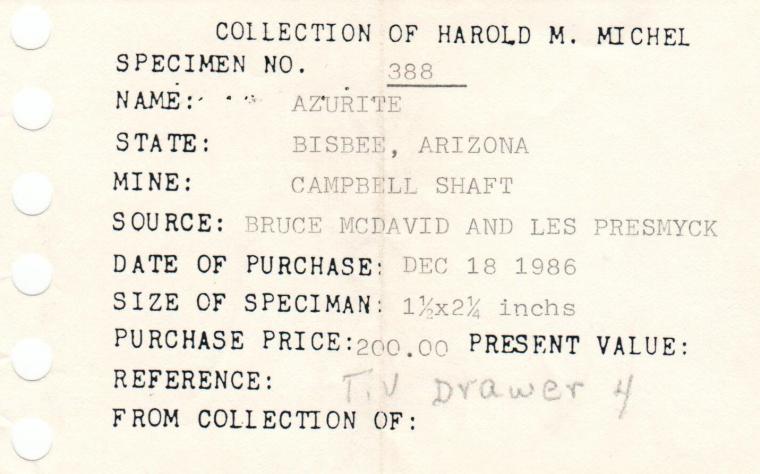 COLLECTION OF HAROLD M. MICHEL
SPECIMEN NO. 388
NAME: AZURITE
STATE: BISBEE, ARIZONA
MINE: CAMPBELL SHAFT
SOURCE: BRUCE MCDAVID AND LES PRESMYCK
DATE OF PURCHASE: DEC 18 1986
SIZE OF SPECIMAN: 1½x2¼ inchs
PURCHASE PRICE:200.00 PRESENT VALUE:
REFERENCE: T.V Drawer 4
FROM COLLECTION OF: